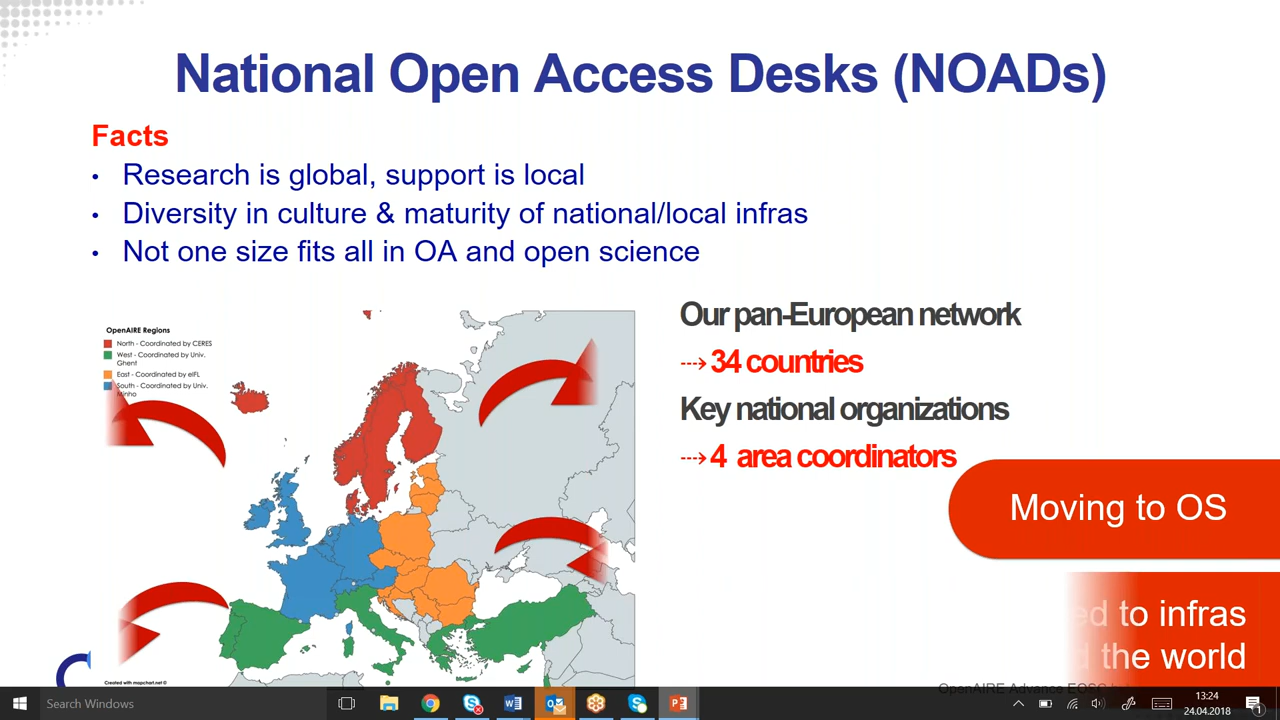 National Open Access Desks (NOADs)
Facts
• Research is global, support is local
• Diversity in culture & maturity of national/local infras
• Not one size fits all in OA and open science
OpenAIRE Regions
North - Coordinated by CERES
West - Coordinated by Univ.
Ghent
East - Coordinated by eIFL
South - Coordinated by Univ.
Minho
Created with mapchart.net ©
Our pan-European network
⤏ 34 countries
Key national organizations
⤏ 4 area coordinators
Moving to OS
to infras
the world
OpenAIRE Advance EOSC
Search Windows
13:24
24.04.2018
1